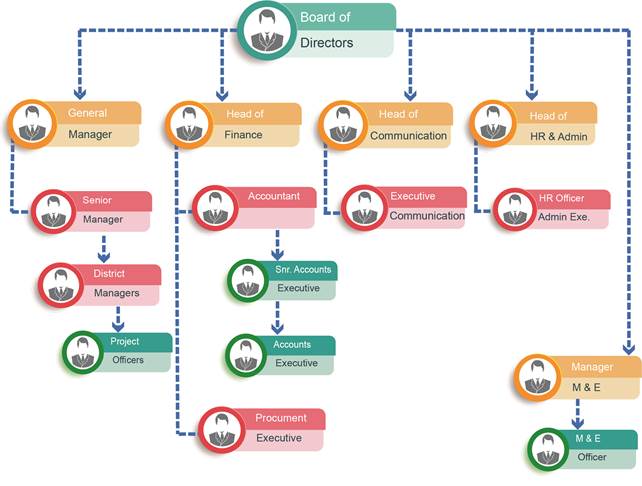 Board of
Directors
General
Manager
Head of
Finance
Head of
Communication
Head of
HR & Admin
Senior
Manager
Accountant
Executive
Communication
HR Officer
Admin Exe.
District
Managers
Snr. Accounts
Executive
Project
Officers
Accounts
Executive
Manager
M & E
Procument
Executive
M & E
Officer